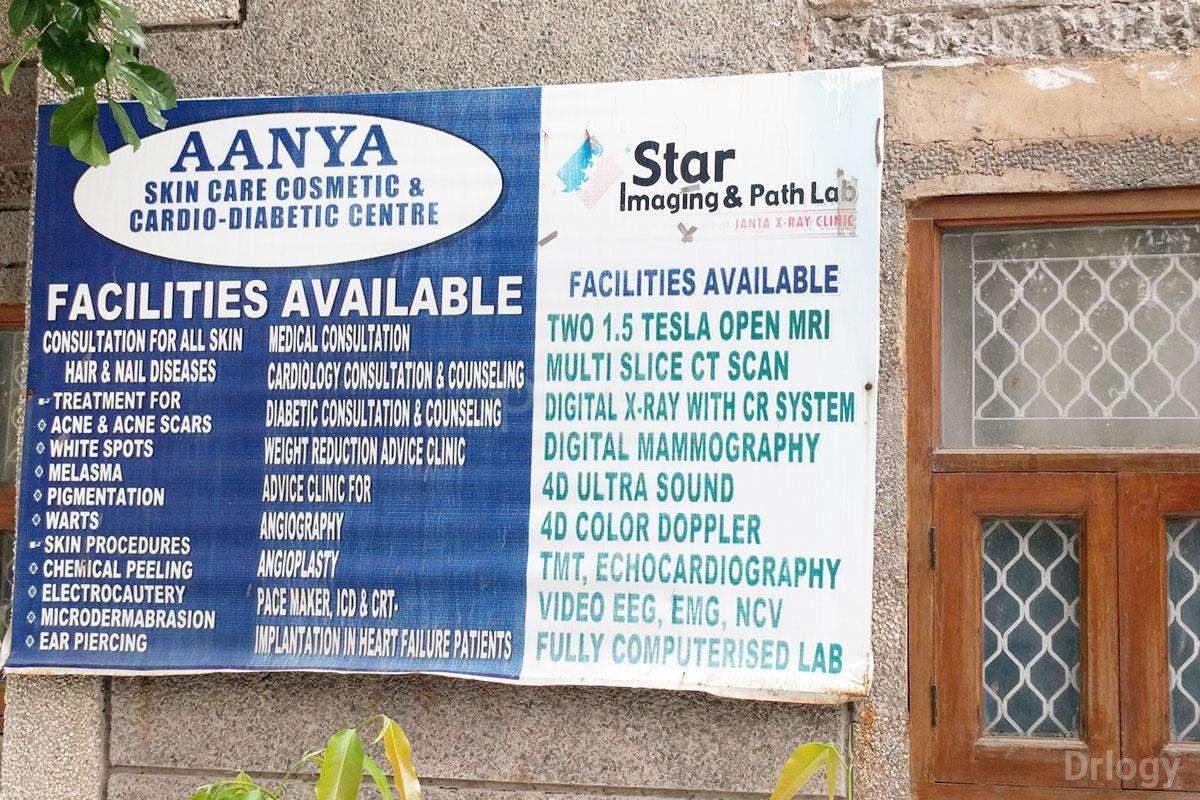 AANYA
SKIN CARE COSMETIC &
CARDIO-DIABETIC CENTRE
FACILITIES AVAILABLE
CONSULTATION FOR ALL SKIN
HAIR & NAIL DISEASES
TREATMENT FOR
ACNE & ACNE SCARS
WHITE SPOTS
MELASMA
PIGMENTATION
WARTS
SKIN PROCEDURES
CHEMICAL PEELING
ELECTROCAUTERY
MICRODERMABRASION
EAR PIERCING
MEDICAL CONSULTATION
CARDIOLOGY CONSULTATION & COUNSELING
DIABETIC CONSULTATION & COUNSELING
WEIGHT REDUCTION ADVICE CLINIC
ADVICE CLINIC FOR
ANGIOGRAPHY
ANGIOPLASTY
PACE MAKER, ICD & CRT-
IMPLANTATION IN HEART FAILURE PATIENTS
Star
Imaging & Path Lab
JANTA X-RAY CLINIC
FACILITIES AVAILABLE
TWO 1.5 TESLA OPEN MRI
MULTI SLICE CT SCAN
DIGITAL X-RAY WITH CR SYSTEM
DIGITAL MAMMOGRAPHY
4D ULTRA SOUND
4D COLOR DOPPLER
TMT, ECHOCARDIOGRAPHY
VIDEO EEG, EMG, NCV
FULLY COMPUTERISED LAB
Drlogy